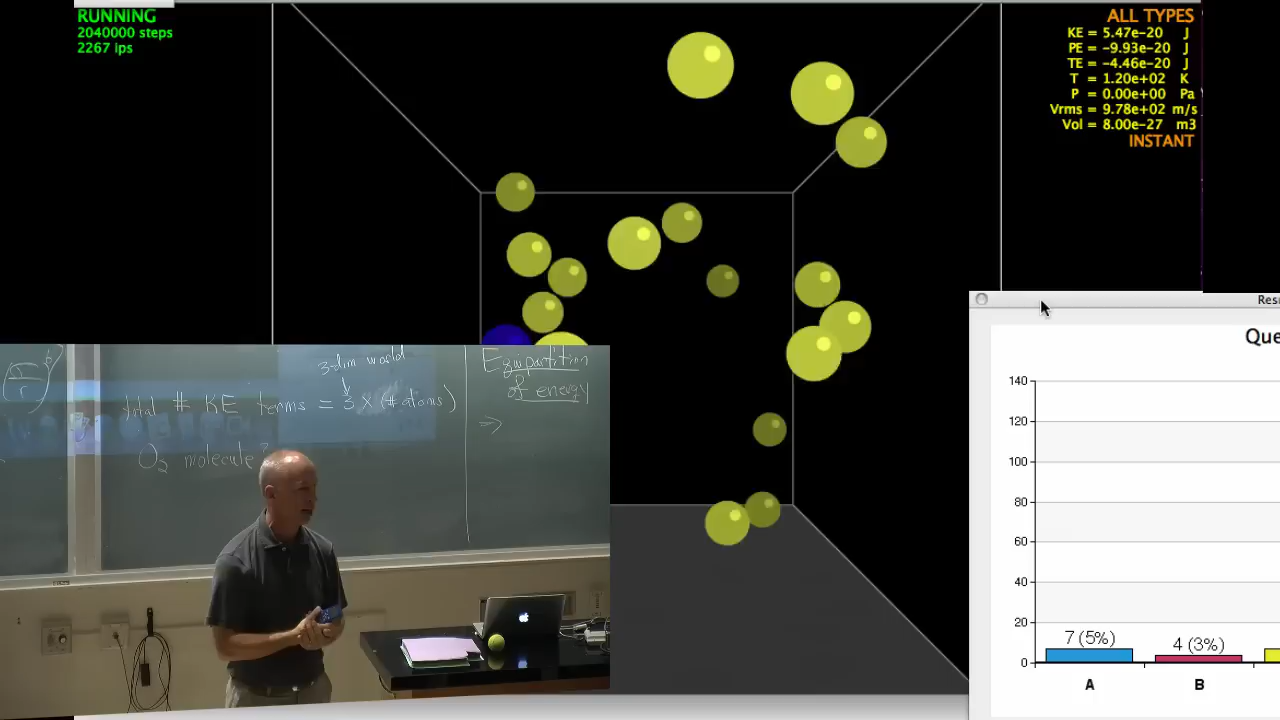 RUNNING
2040000 steps
2267 ips
ALL TYPES
KE = 5.47e-20 J
PE = -9.93e-20 J
TE = -4.46e-20 J
T = 1.20e+02 K
P = 0.00e+00 Pa
Vrms = 9.78e+02 m/s
Vol = 8.00e-27 m3
INSTANT
3-dim world
total # KE terms = 3 x (# atoms)
O2 molecule?
Equipartition
of energy
⇒
r
Res
Que
140
120
100
80
60
40
20
0
7 (5%)
4 (3%)
A
B